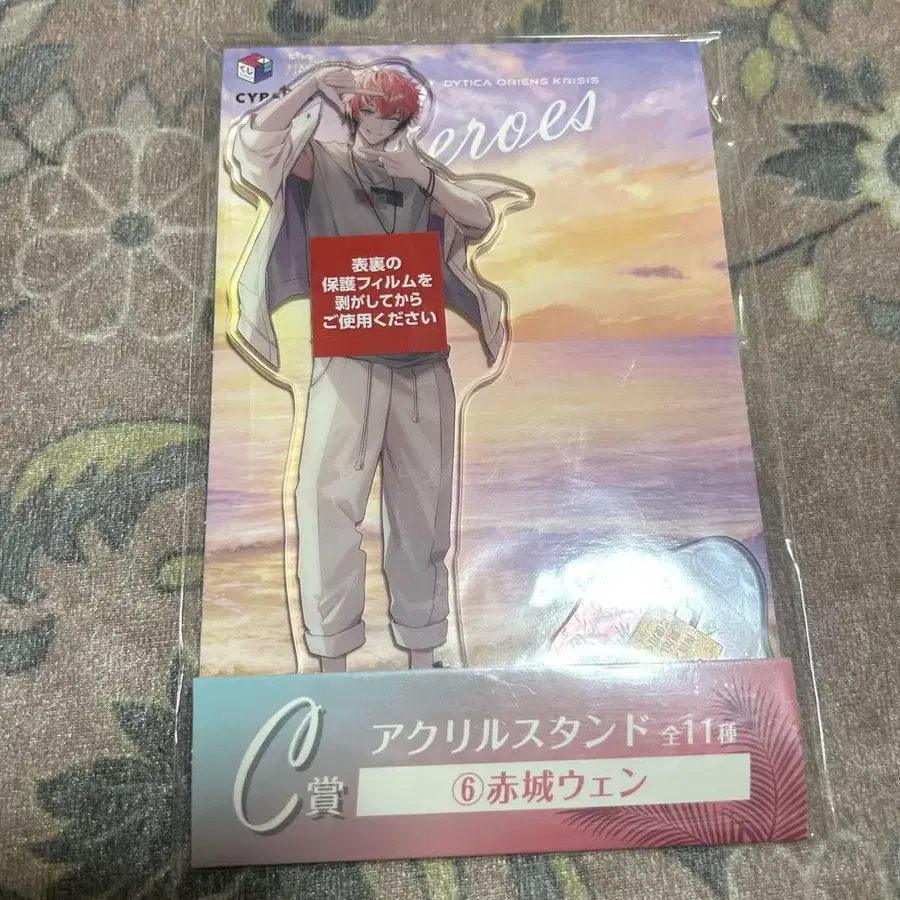 くじ
DYTICA ORIENS KRISIS
eroes
表裏の
保護フィルムを
剥がしてから
ご使用ください
C賞
アクリルスタンド 全11種
⑥赤城ウェン